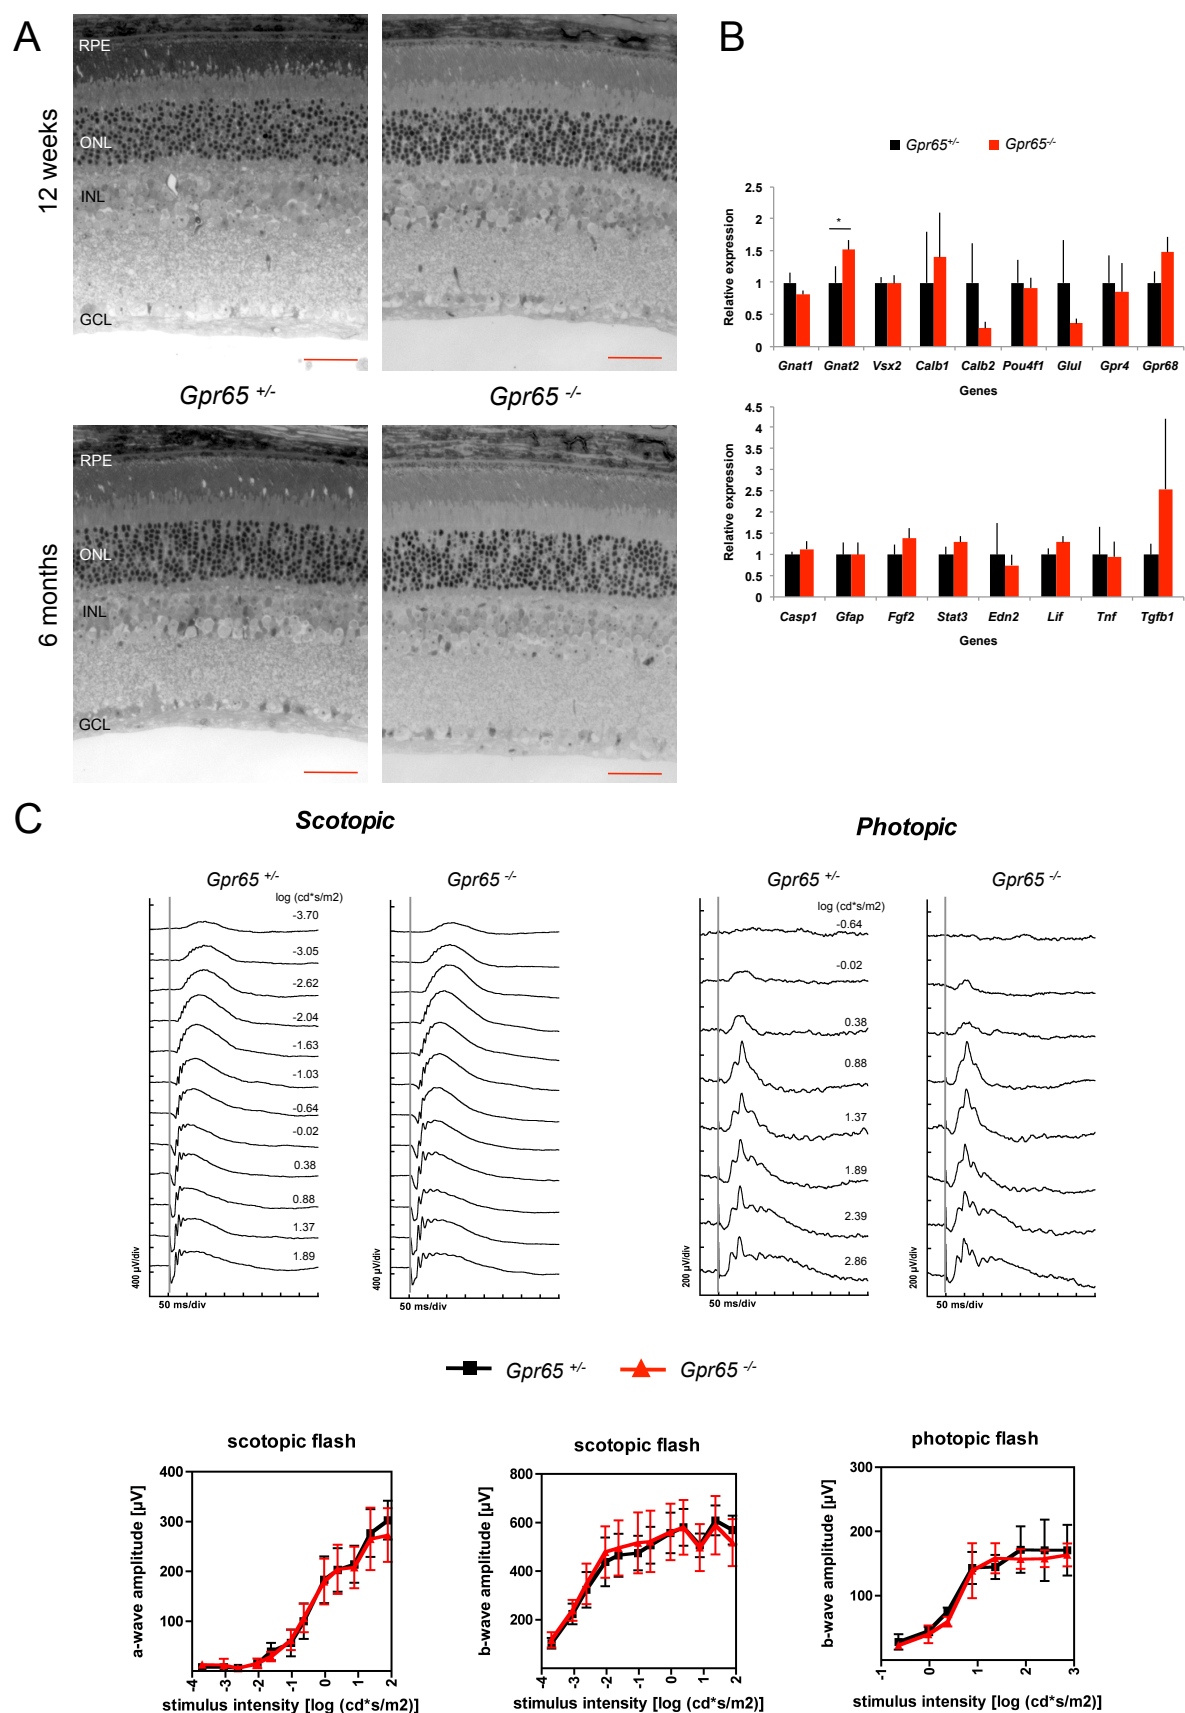 A
B
12 weeks
RPE
ONL
INL
GCL
Gpr65 +/-
Gpr65 -/-
6 months
RPE
ONL
INL
GCL
Gpr65+/-
Gpr65-/-
Relative expression
2.5
2
1.5
1
0.5
0
*
Gnat1 Gnat2 Vsx2 Calb1 Calb2 Pou4f1 Glul Gpr4 Gpr68
Genes
Relative expression
4.5
4
3.5
3
2.5
2
1.5
1
0.5
0
Casp1 Gfap Fgf2 Stat3 Edn2 Lif Tnf Tgfb1
Genes
C
Scotopic
Photopic
Gpr65 +/-
Gpr65 -/-
Gpr65 +/-
Gpr65 -/-
log (cd*s/m2)
-3.70
-3.05
-2.62
-2.04
-1.63
-1.03
-0.64
-0.02
0.38
0.88
1.37
1.89
400 µV/div
50 ms/div
400 µV/div
50 ms/div
log (cd*s/m2)
-0.64
-0.02
0.38
0.88
1.37
1.89
2.39
2.86
200 µV/div
50 ms/div
200 µV/div
50 ms/div
Gpr65 +/-
Gpr65 -/-
scotopic flash
a-wave amplitude [µV]
400
300
200
100
-4 -3 -2 -1 0 1 2
stimulus intensity [log (cd*s/m2)]
scotopic flash
b-wave amplitude [µV]
800
600
400
200
-4 -3 -2 -1 0 1 2
stimulus intensity [log (cd*s/m2)]
photopic flash
b-wave amplitude [µV]
300
200
100
-1 0 1 2 3
stimulus intensity [log (cd*s/m2)]